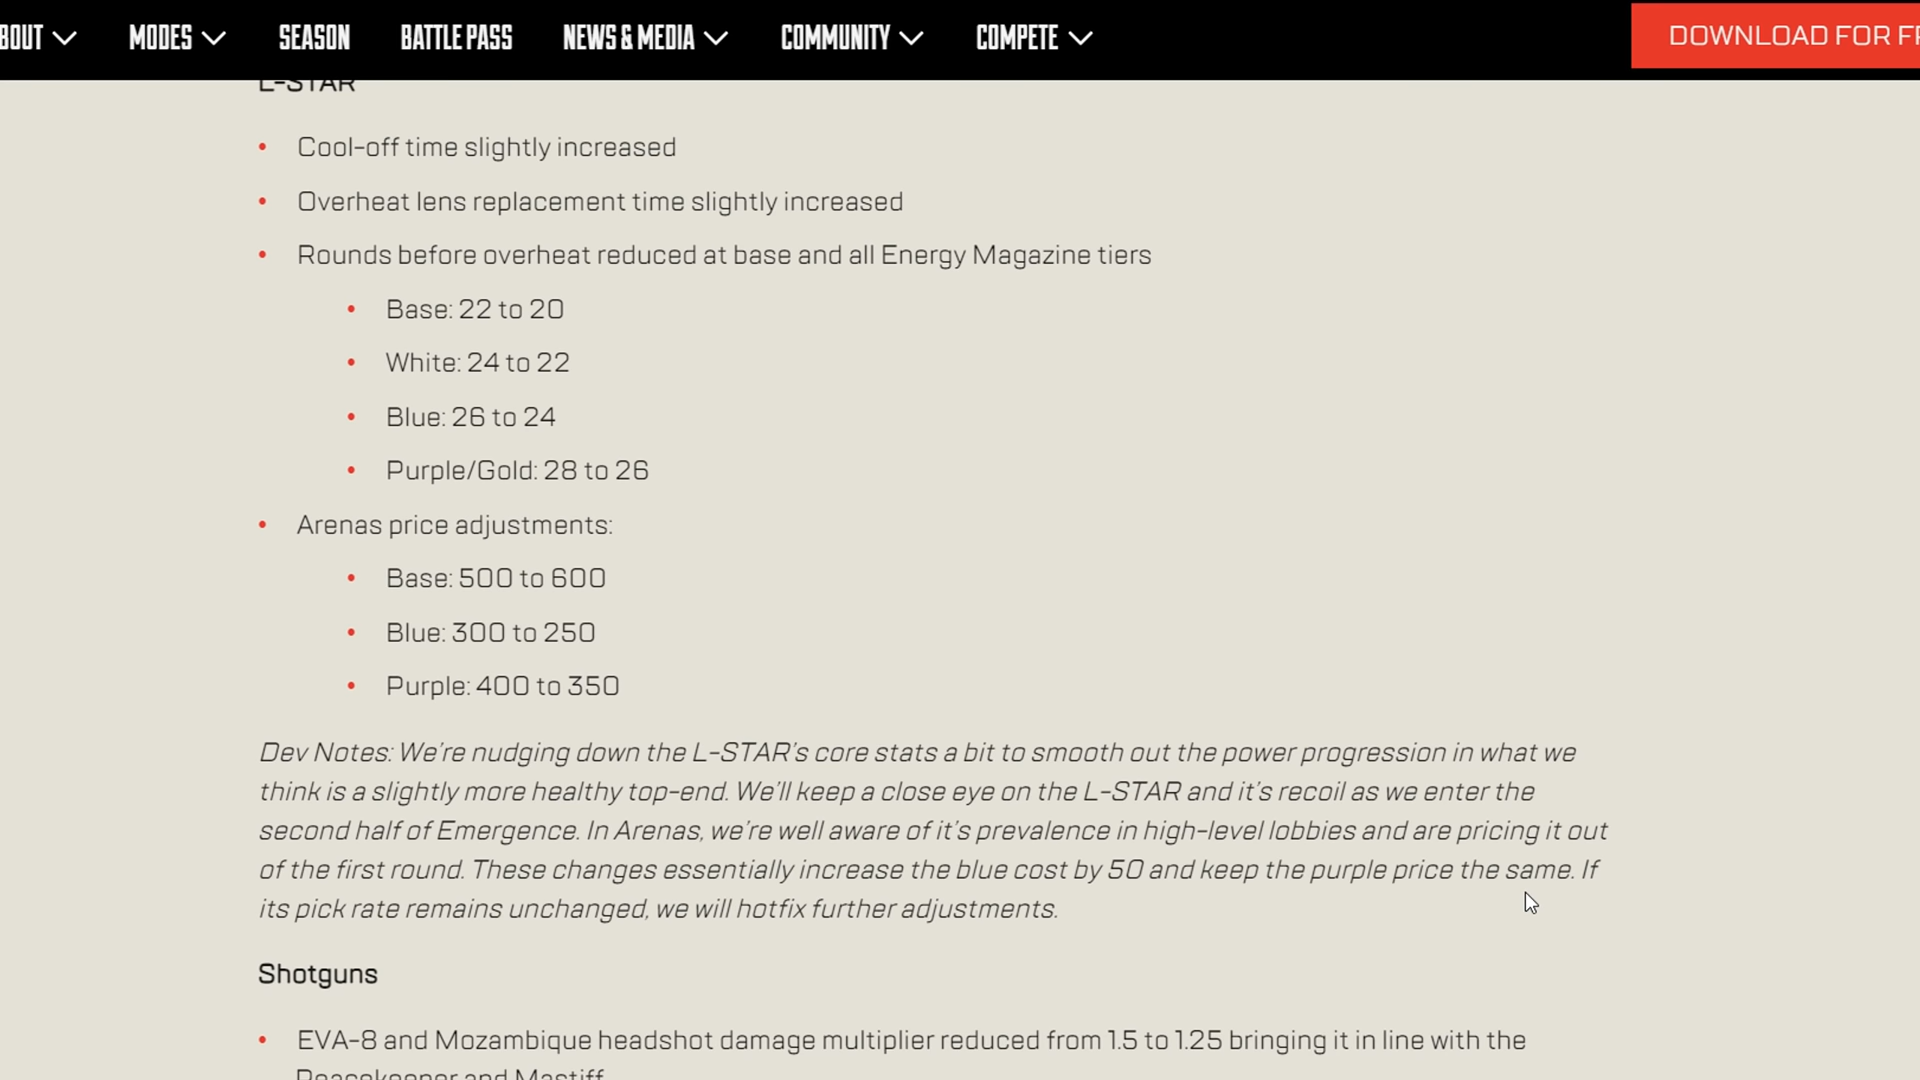 BOUT MODES SEASON BATTLE PASS NEWS & MEDIA COMMUNITY COMPETE DOWNLOAD FOR FR
L-STAR
• Cool-off time slightly increased
• Overheat lens replacement time slightly increased
• Rounds before overheat reduced at base and all Energy Magazine tiers
• Base: 22 to 20
• White: 24 to 22
• Blue: 26 to 24
• Purple/Gold: 28 to 26
• Arenas price adjustments:
• Base: 500 to 600
• Blue: 300 to 250
• Purple: 400 to 350
Dev Notes: We're nudging down the L-STAR's core stats a bit to smooth out the power progression in what we
think is a slightly more healthy top-end. We'll keep a close eye on the L-STAR and it's recoil as we enter the
second half of Emergence. In Arenas, we're well aware of it's prevalence in high-level lobbies and are pricing it out
of the first round. These changes essentially increase the blue cost by 50 and keep the purple price the same. If
its pick rate remains unchanged, we will hotfix further adjustments.
Shotguns
• EVA-8 and Mozambique headshot damage multiplier reduced from 1.5 to 1.25 bringing it in line with the
Peacekeeper and Mastiff